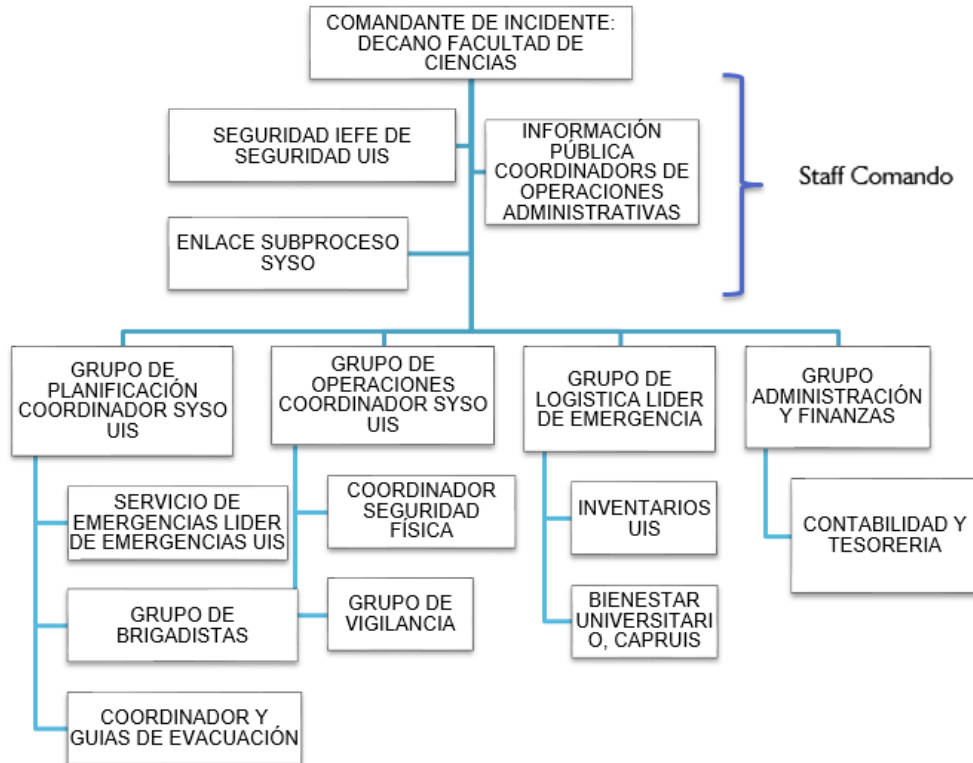 COMANDANTE DE INCIDENTE:
DECANO FACULTAD DE
CIENCIAS
SEGURIDAD IEFE DE
SEGURIDAD UIS
INFORMACIÓN
PÚBLICA
COORDINADORS DE
OPERACIONES
ADMINISTRATIVAS
Staff Comando
ENLACE SUBPROCESO
SYSO
GRUPO DE
PLANIFICACIÓN
COORDINADOR SYSO
UIS
GRUPO DE
OPERACIONES
COORDINADOR SYSO
UIS
GRUPO DE
LOGISTICA LIDER
DE EMERGENCIA
GRUPO
ADMINISTRACIÓN
Y FINANZAS
SERVICIO DE
EMERGENCIAS LIDER
DE EMERGENCIAS UIS
GRUPO DE
BRIGADISTAS
COORDINADOR Y
GUIAS DE EVACUACIÓN
COORDINADOR
SEGURIDAD
FÍSICA
GRUPO DE
VIGILANCIA
INVENTARIOS
UIS
BIENESTAR
UNIVERSITARI
O, CAPRUIS
CONTABILIDAD Y
TESORERIA